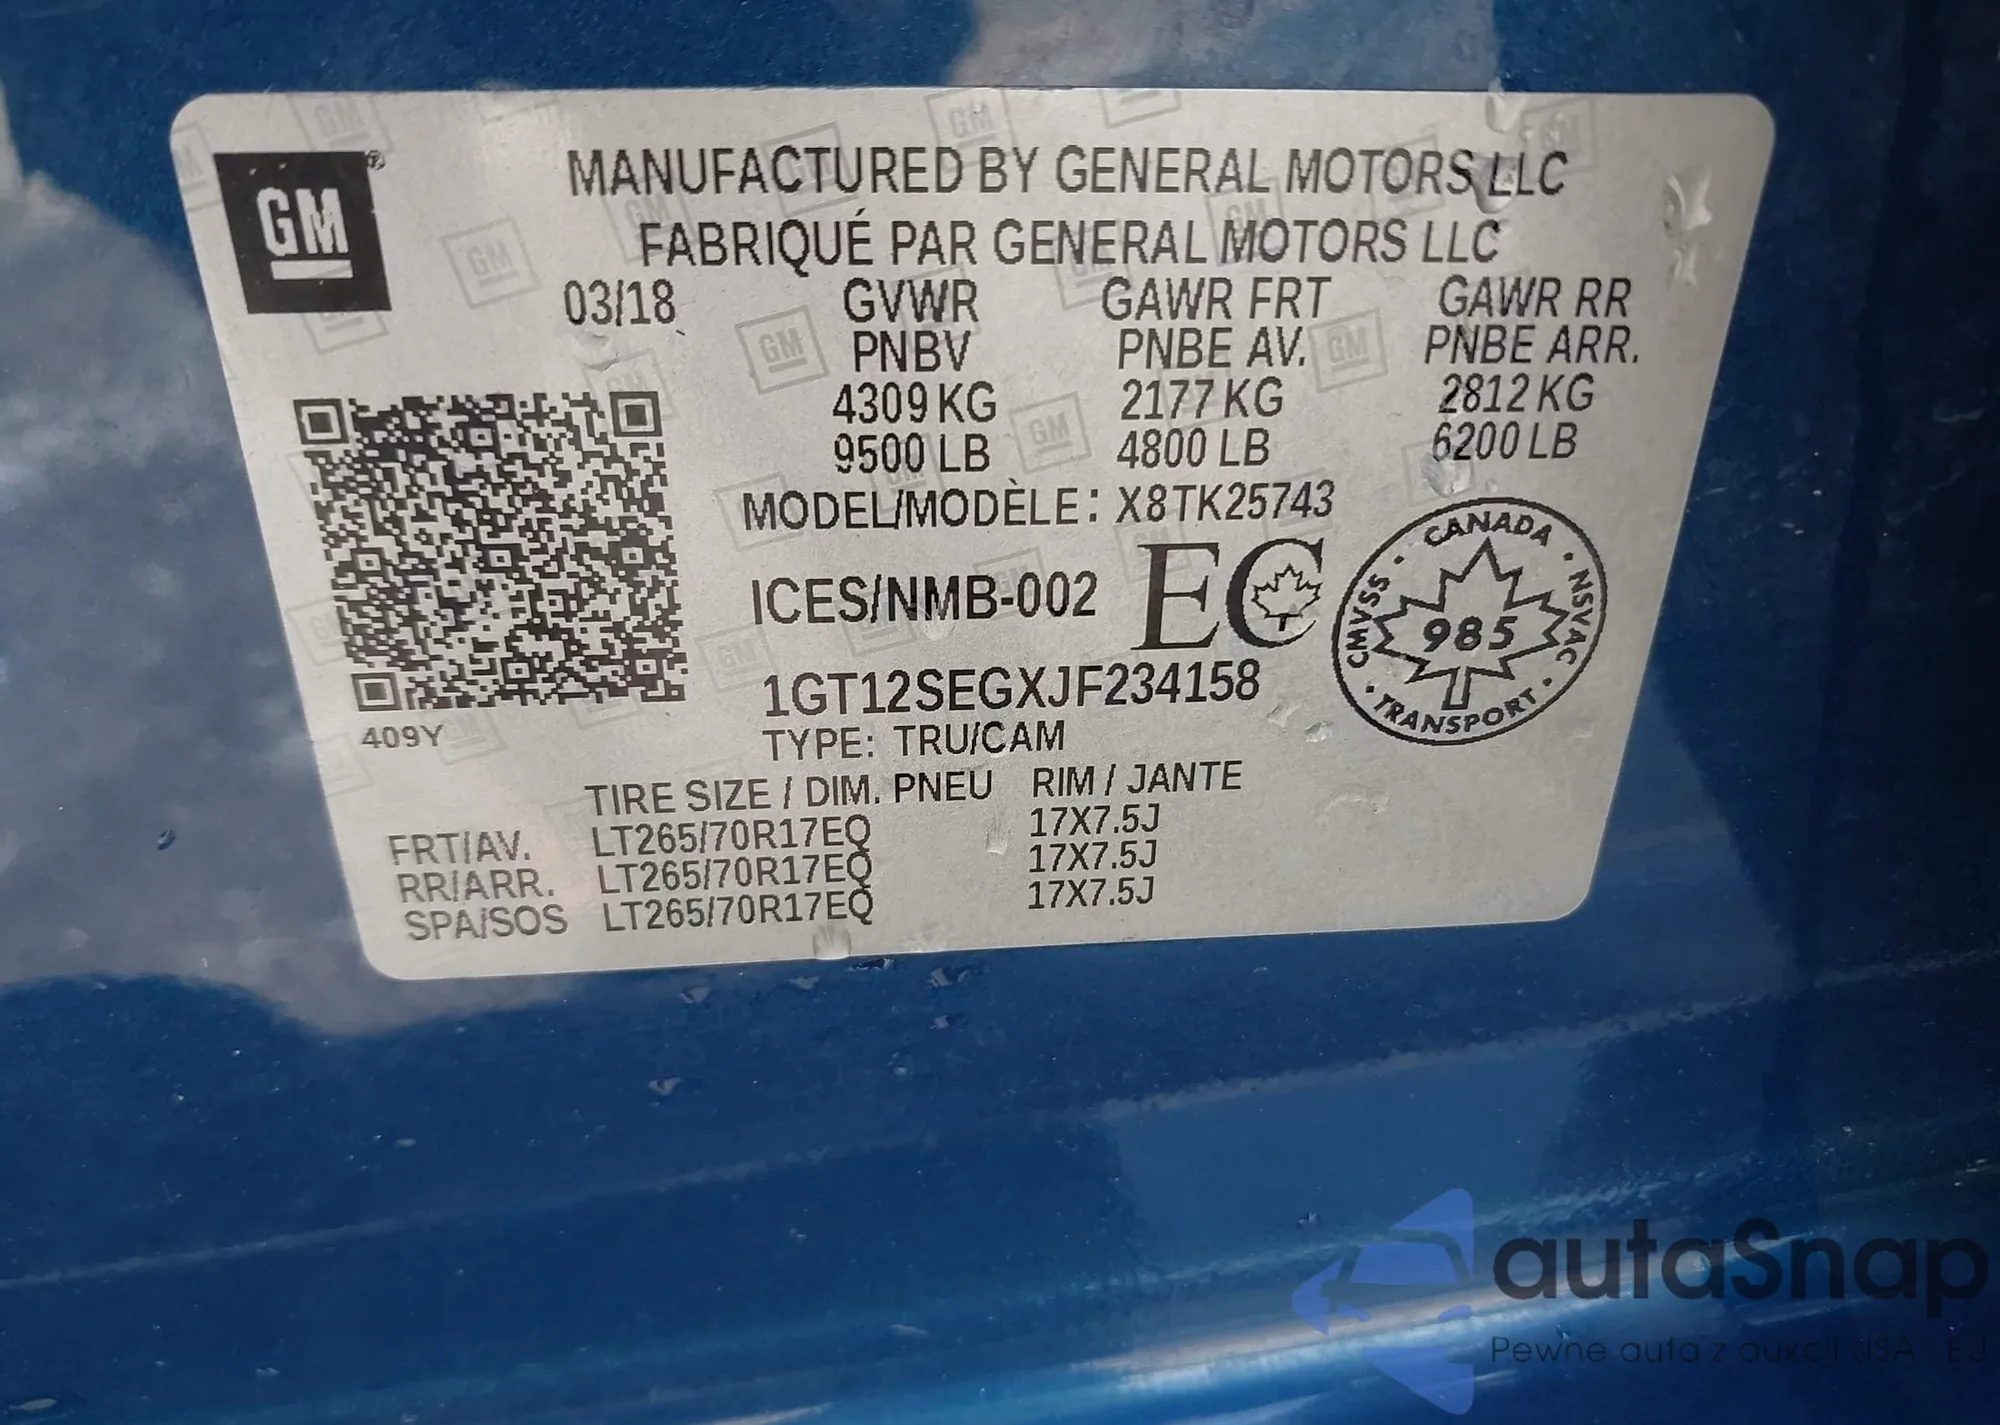 GM®
MANUFACTURED BY GENERAL MOTORS LLC
FABRIQUÉ PAR GENERAL MOTORS LLC
03/18 GVWR GAWR FRT GAWR RR
PNBV PNBE AV. PNBE ARR.
4309 KG 2177 KG 2812 KG
9500 LB 4800 LB 6200 LB
MODEL/MODÈLE: X8TK25743
ICES/NMB-002 EC
CANADA · NSVAC · TRANSPORT · CMVSS ·
985
1GT12SEGXJF234158
409Y
TYPE: TRU/CAM
TIRE SIZE / DIM. PNEU RIM / JANTE
FRT/AV. LT265/70R17EQ 17X7.5J
RR/ARR. LT265/70R17EQ 17X7.5J
SPA/SOS LT265/70R17EQ 17X7.5J
autaSnap
Pewne auta z aukcji USA